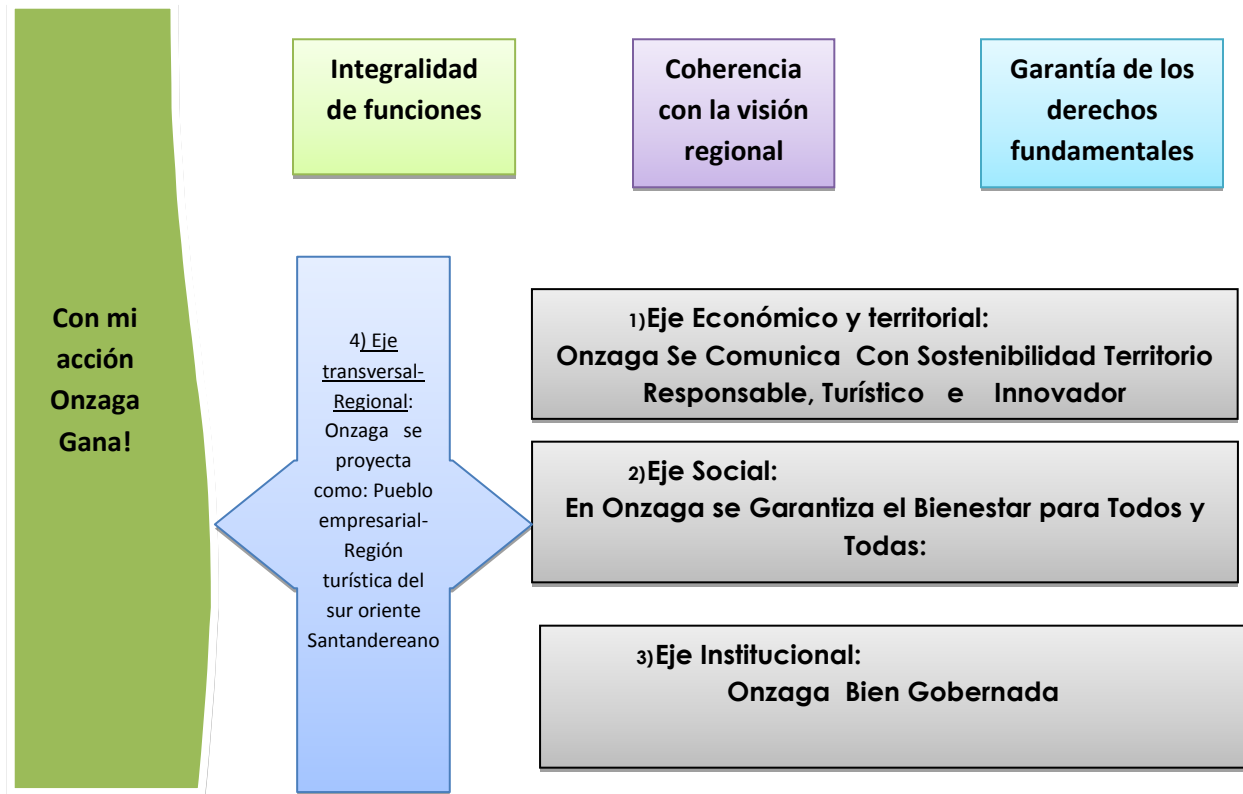 Integralidad
de funciones
Coherencia
con la visión
regional
Garantía de los
derechos
fundamentales
Con mi
acción
Onzaga
Gana!
4) Eje
transversal-
Regional:
Onzaga se
proyecta
como: Pueblo
empresarial-
Región
turística del
sur oriente
Santandereano
1)Eje Económico y territorial:
Onzaga Se Comunica Con Sostenibilidad Territorio
Responsable, Turístico e Innovador
2)Eje Social:
En Onzaga se Garantiza el Bienestar para Todos y
Todas:
3)Eje Institucional:
Onzaga Bien Gobernada